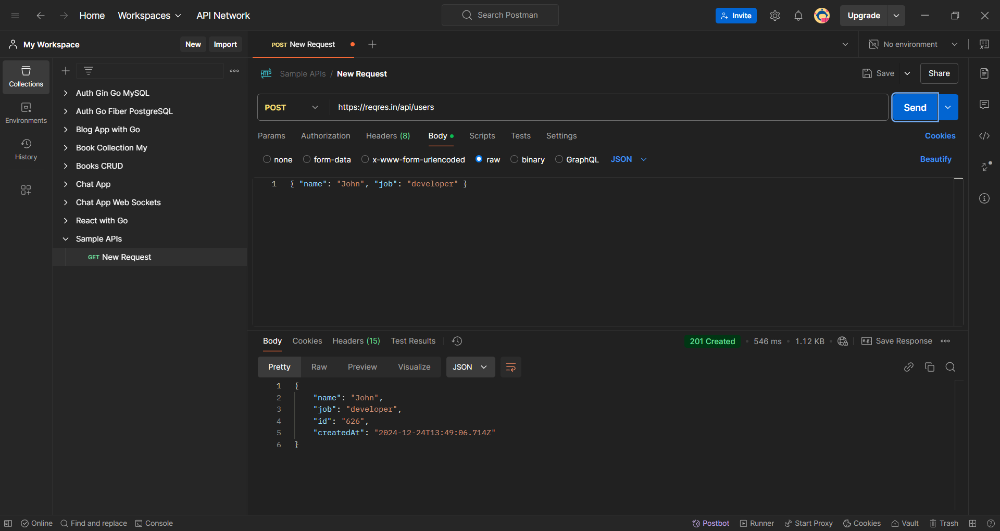 Home Workspaces API Network Search Postman Invite Upgrade
My Workspace New Import POST New Request No environment
Collections
Environments
History
Auth Gin Go MySQL
Auth Go Fiber PostgreSQL
Blog App with Go
Book Collection My
Books CRUD
Chat App
Chat App Web Sockets
React with Go
Sample APIs
GET New Request
HTTP Sample APIs / New Request Save Share
POST https://reqres.in/api/users Send
Params Authorization Headers (8) Body Scripts Tests Settings Cookies
none form-data x-www-form-urlencoded raw binary GraphQL JSON Beautify
1 { "name": "John", "job": "developer" }
Body Cookies Headers (15) Test Results 201 Created 546 ms 1.12 KB e.g. Save Response
Pretty Raw Preview Visualize JSON
1 {
2 "name": "John",
3 "job": "developer",
4 "id": "626",
5 "createdAt": "2024-12-24T13:49:06.714Z"
6 }
Online Find and replace Console Postbot Runner Start Proxy Cookies Vault Trash